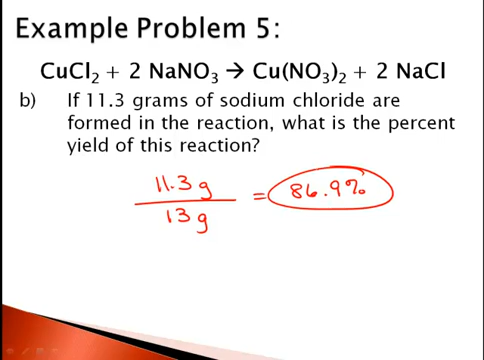 Example Problem 5:
CuCl₂ + 2 NaNO₃ → Cu(NO₃)₂ + 2 NaCl
b) If 11.3 grams of sodium chloride are
formed in the reaction, what is the percent
yield of this reaction?
11.3 g
13 g
= 86.9%